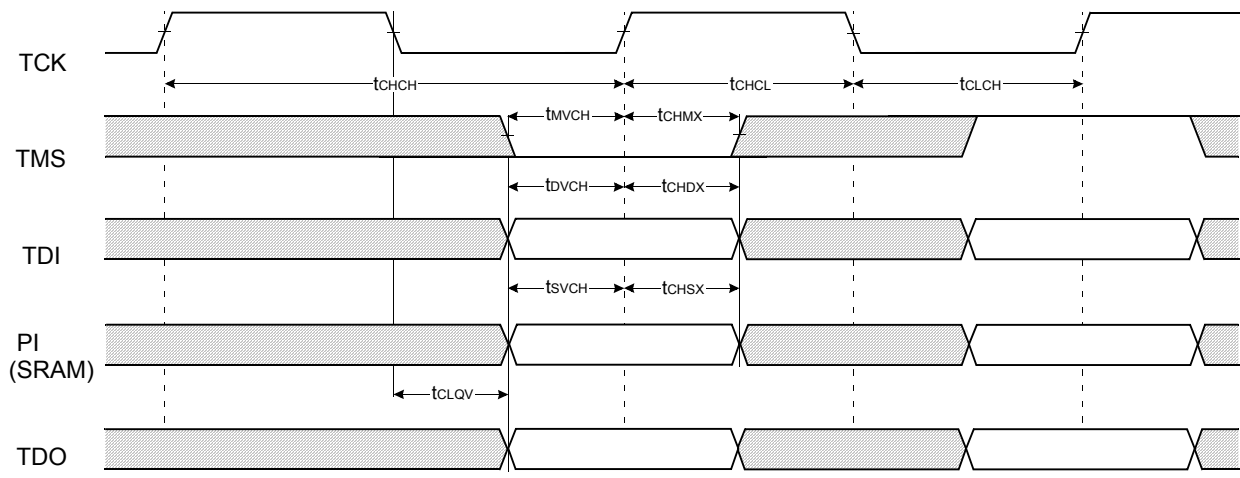 TCK
tCHCH
tCHCL
tCLCH
TMS
tMVCH
tCHMX
tDVCH
tCHDX
TDI
tSVCH
tCHSX
PI
(SRAM)
tCLQV
TDO